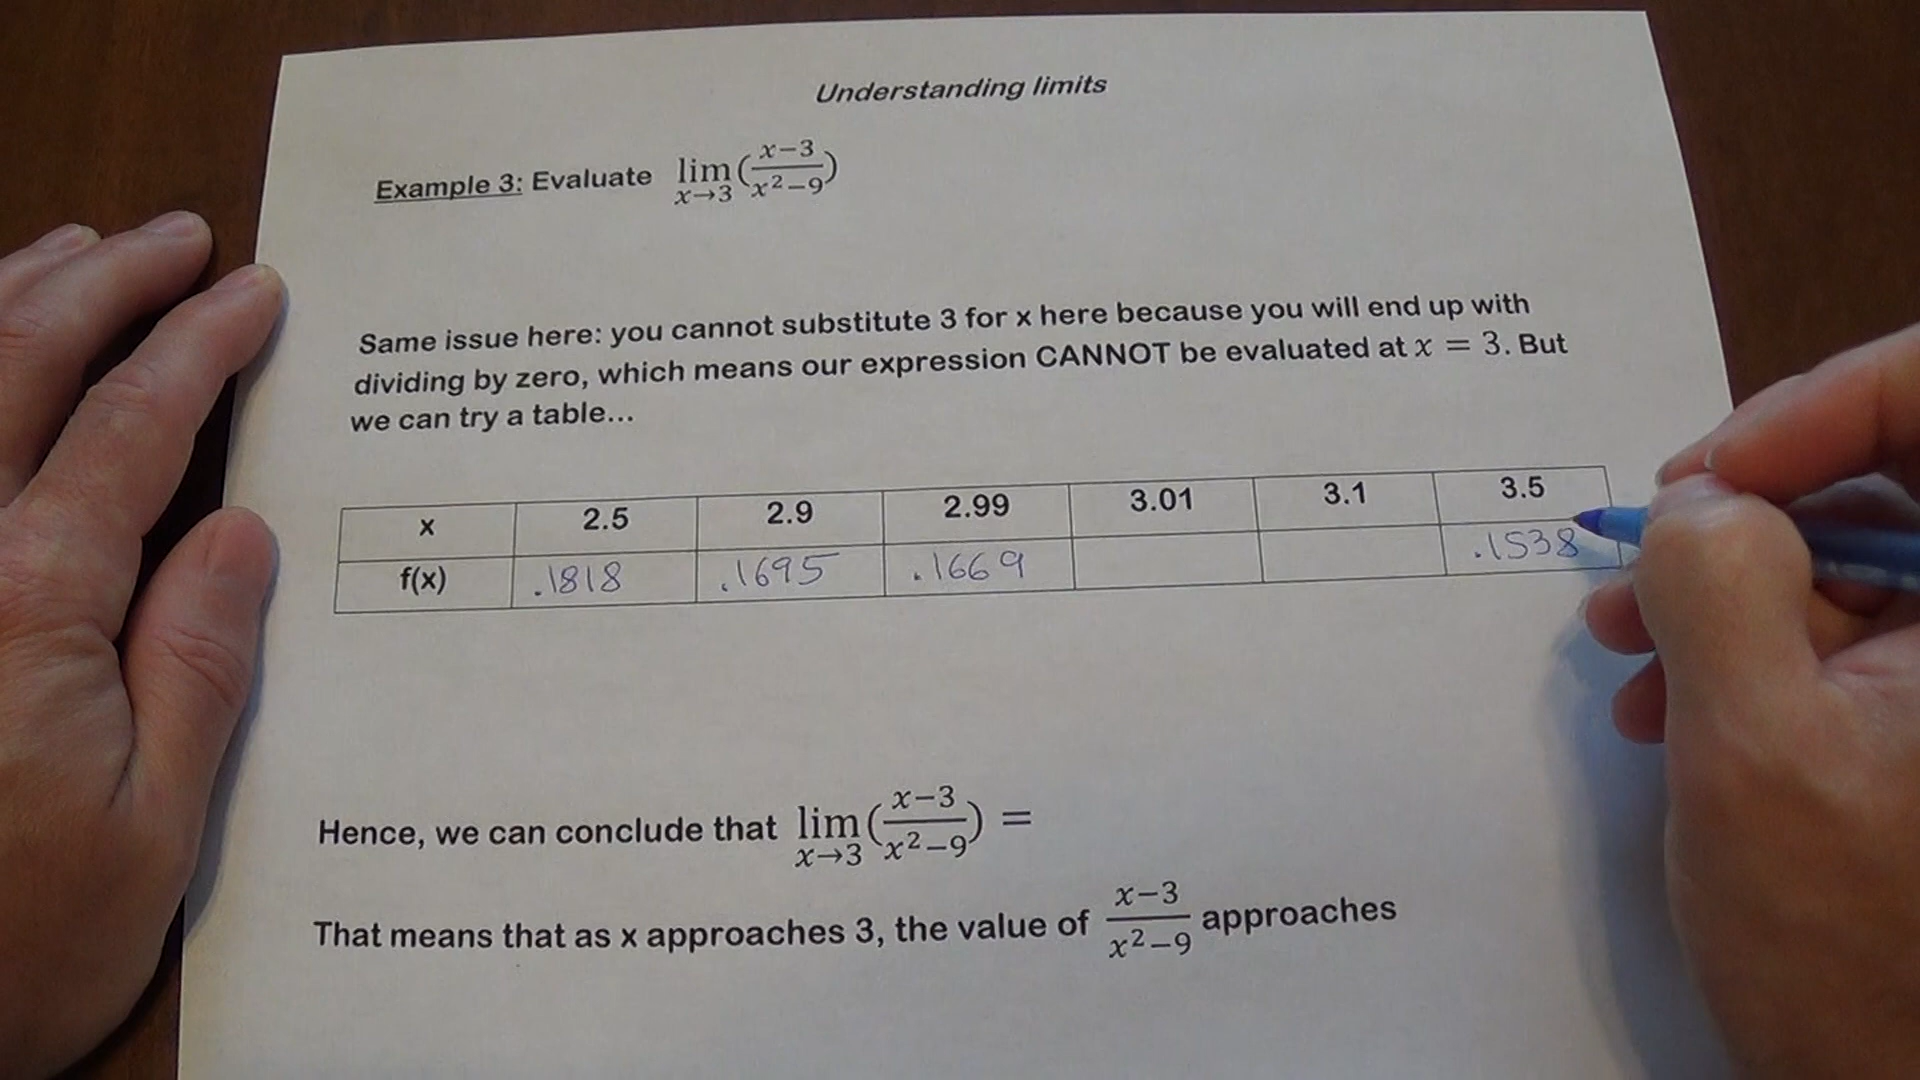 Understanding limits
Example 3: Evaluate lim x→3 (x−3 / x²−9)
Same issue here: you cannot substitute 3 for x here because you will end up with
dividing by zero, which means our expression CANNOT be evaluated at x = 3. But
we can try a table...
x 2.5 2.9 2.99 3.01 3.1 3.5
f(x) .1818 .1695 .1669 .1538
Hence, we can conclude that lim x→3 (x−3 / x²−9) =
That means that as x approaches 3, the value of x−3 / x²−9 approaches